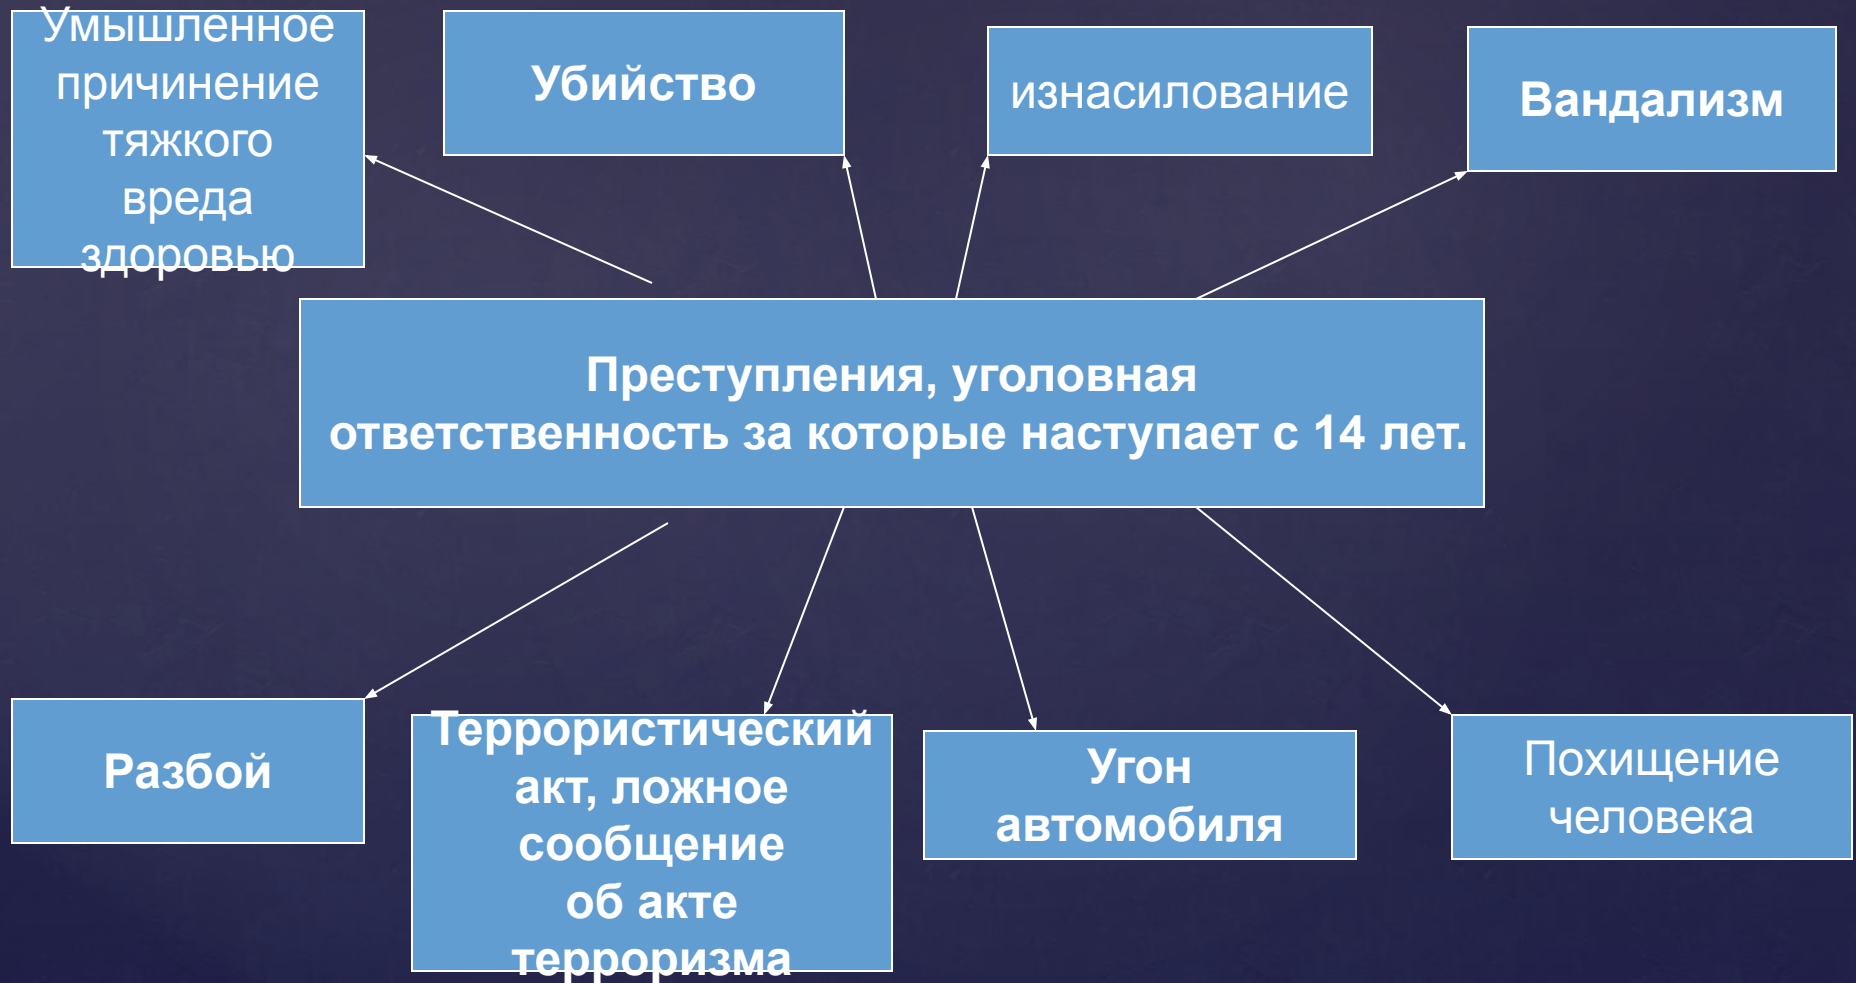 Умышленное
причинение
тяжкого
вреда
здоровью
Убийство
изнасилование
Вандализм
Преступления, уголовная
ответственность за которые наступает с 14 лет.
Разбой
Террористический
акт, ложное
сообщение
об акте
терроризма
Угон
автомобиля
Похищение
человека